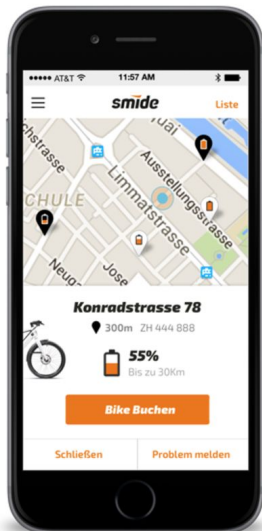 AT&T 11:57 AM
smide Liste
Limmatstrasse
Ausstellungsstrasse
CHULE
Neug
Jose
Konradstrasse 78
300m ZH 444 888
55%
Bis zu 30Km
Bike Buchen
Schließen Problem melden